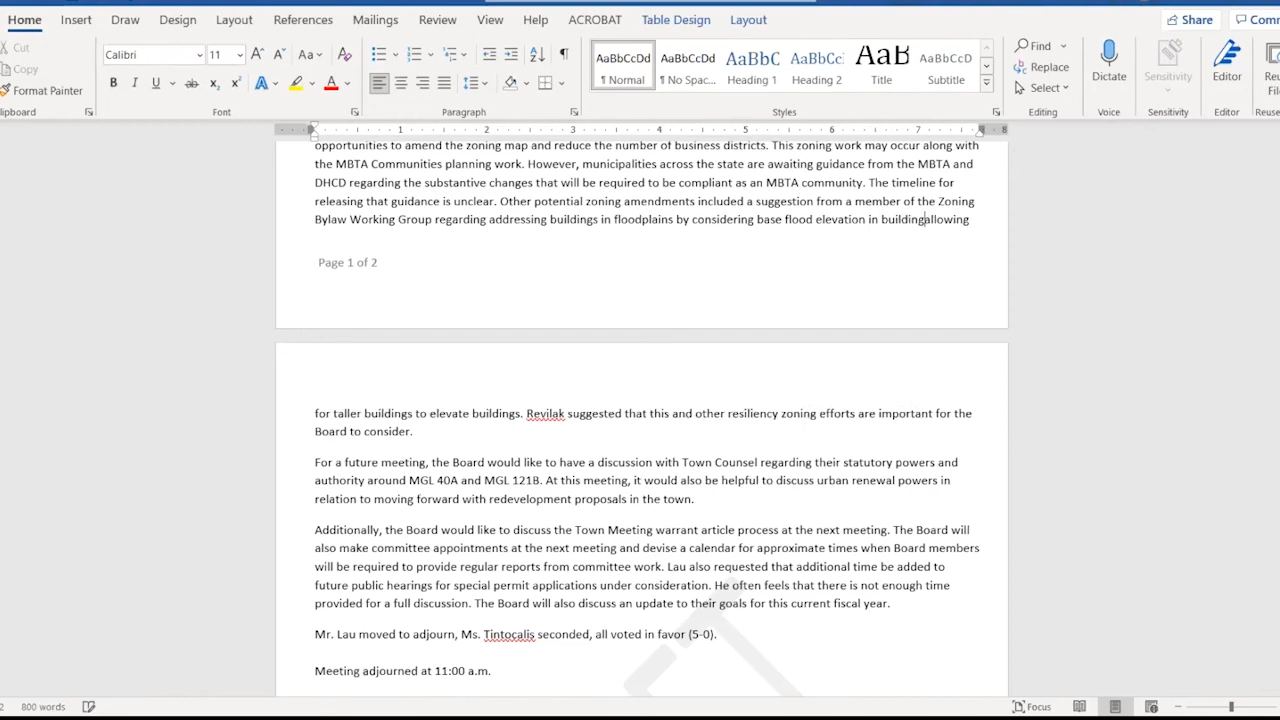 Home Insert Draw Design Layout References Mailings Review View Help ACROBAT Table Design Layout Share
Cut
Copy
Format Painter
Calibri 11
Aa
B I U ab x₂ x² A A
AaBbCcDd AaBbCcDd AaBbC AaBbCc AaB AaBbCcD
¶ Normal ¶ No Spac... Heading 1 Heading 2 Title Subtitle
Find
Replace
Select
Dictate Sensitivity Editor
Font Paragraph Styles Editing Voice Sensitivity Editor
1 2 3 4 5 6 7 8
opportunities to amend the zoning map and reduce the number of business districts. This zoning work may occur along with
the MBTA Communities planning work. However, municipalities across the state are awaiting guidance from the MBTA and
DHCD regarding the substantive changes that will be required to be compliant as an MBTA community. The timeline for
releasing that guidance is unclear. Other potential zoning amendments included a suggestion from a member of the Zoning
Bylaw Working Group regarding addressing buildings in floodplains by considering base flood elevation in buildingallowing
Page 1 of 2
for taller buildings to elevate buildings. Revilak suggested that this and other resiliency zoning efforts are important for the
Board to consider.
For a future meeting, the Board would like to have a discussion with Town Counsel regarding their statutory powers and
authority around MGL 40A and MGL 121B. At this meeting, it would also be helpful to discuss urban renewal powers in
relation to moving forward with redevelopment proposals in the town.
Additionally, the Board would like to discuss the Town Meeting warrant article process at the next meeting. The Board will
also make committee appointments at the next meeting and devise a calendar for approximate times when Board members
will be required to provide regular reports from committee work. Lau also requested that additional time be added to
future public hearings for special permit applications under consideration. He often feels that there is not enough time
provided for a full discussion. The Board will also discuss an update to their goals for this current fiscal year.
Mr. Lau moved to adjorn, Ms. Tintocalis seconded, all voted in favor (5-0).
Meeting adjourned at 11:00 a.m.
2 800 words Focus